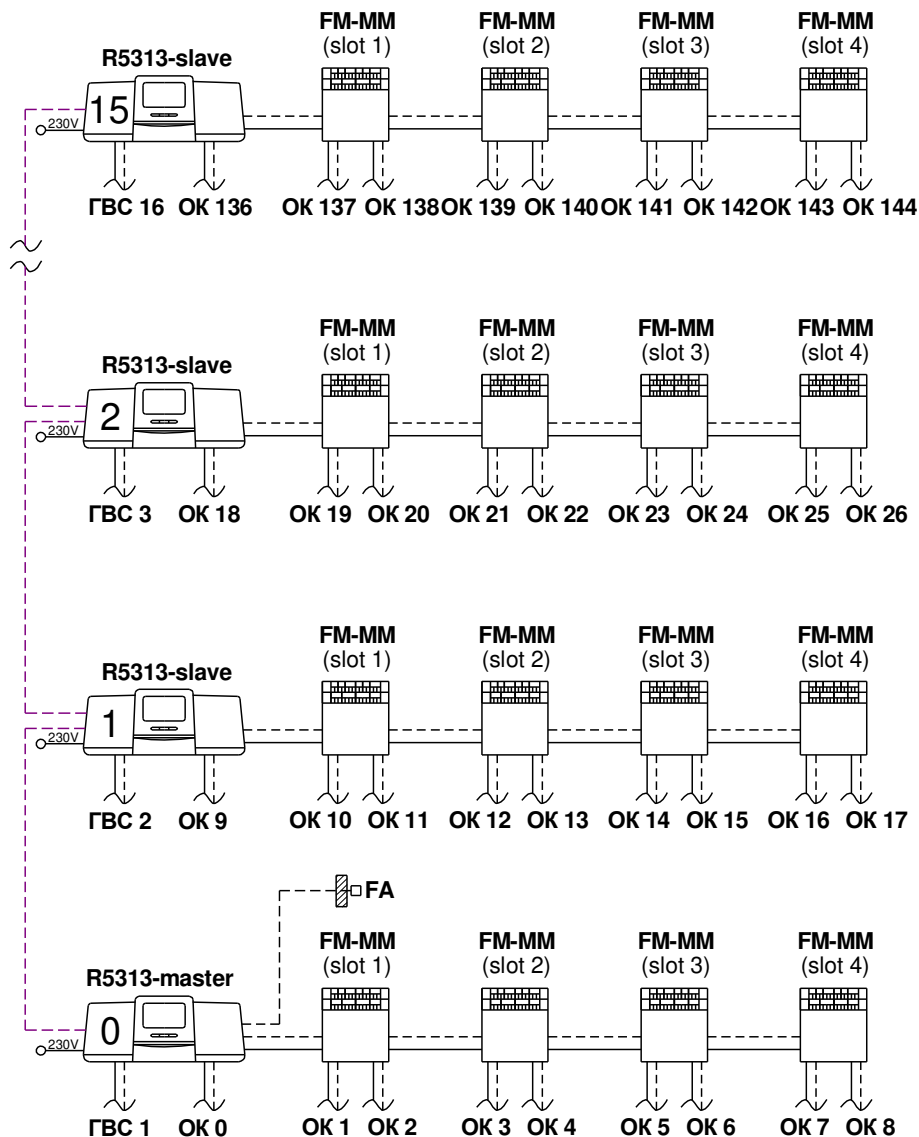 FM-MM FM-MM FM-MM FM-MM
(slot 1) (slot 2) (slot 3) (slot 4)
R5313-slave
15
230V
ГВС 16 ОК 136 ОК 137 ОК 138 ОК 139 ОК 140 ОК 141 ОК 142 ОК 143 ОК 144
FM-MM FM-MM FM-MM FM-MM
(slot 1) (slot 2) (slot 3) (slot 4)
R5313-slave
2
230V
ГВС 3 ОК 18 ОК 19 ОК 20 ОК 21 ОК 22 ОК 23 ОК 24 ОК 25 ОК 26
FM-MM FM-MM FM-MM FM-MM
(slot 1) (slot 2) (slot 3) (slot 4)
R5313-slave
1
230V
ГВС 2 ОК 9 ОК 10 ОК 11 ОК 12 ОК 13 ОК 14 ОК 15 ОК 16 ОК 17
FA
FM-MM FM-MM FM-MM FM-MM
(slot 1) (slot 2) (slot 3) (slot 4)
R5313-master
0
230V
ГВС 1 ОК 0 ОК 1 ОК 2 ОК 3 ОК 4 ОК 5 ОК 6 ОК 7 ОК 8